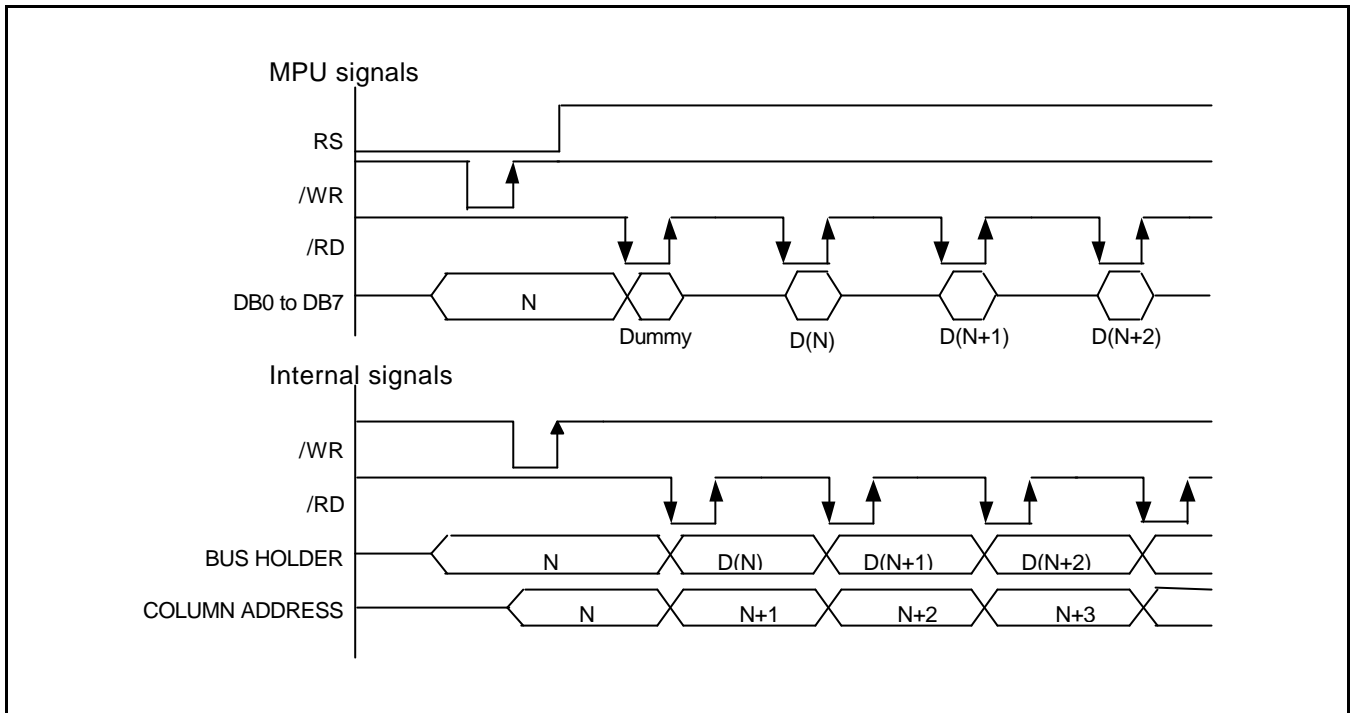 MPU signals
RS
/WR
/RD
DB0 to DB7
N
Dummy
D(N)
D(N+1)
D(N+2)
Internal signals
/WR
/RD
BUS HOLDER
N
D(N)
D(N+1)
D(N+2)
COLUMN ADDRESS
N
N+1
N+2
N+3